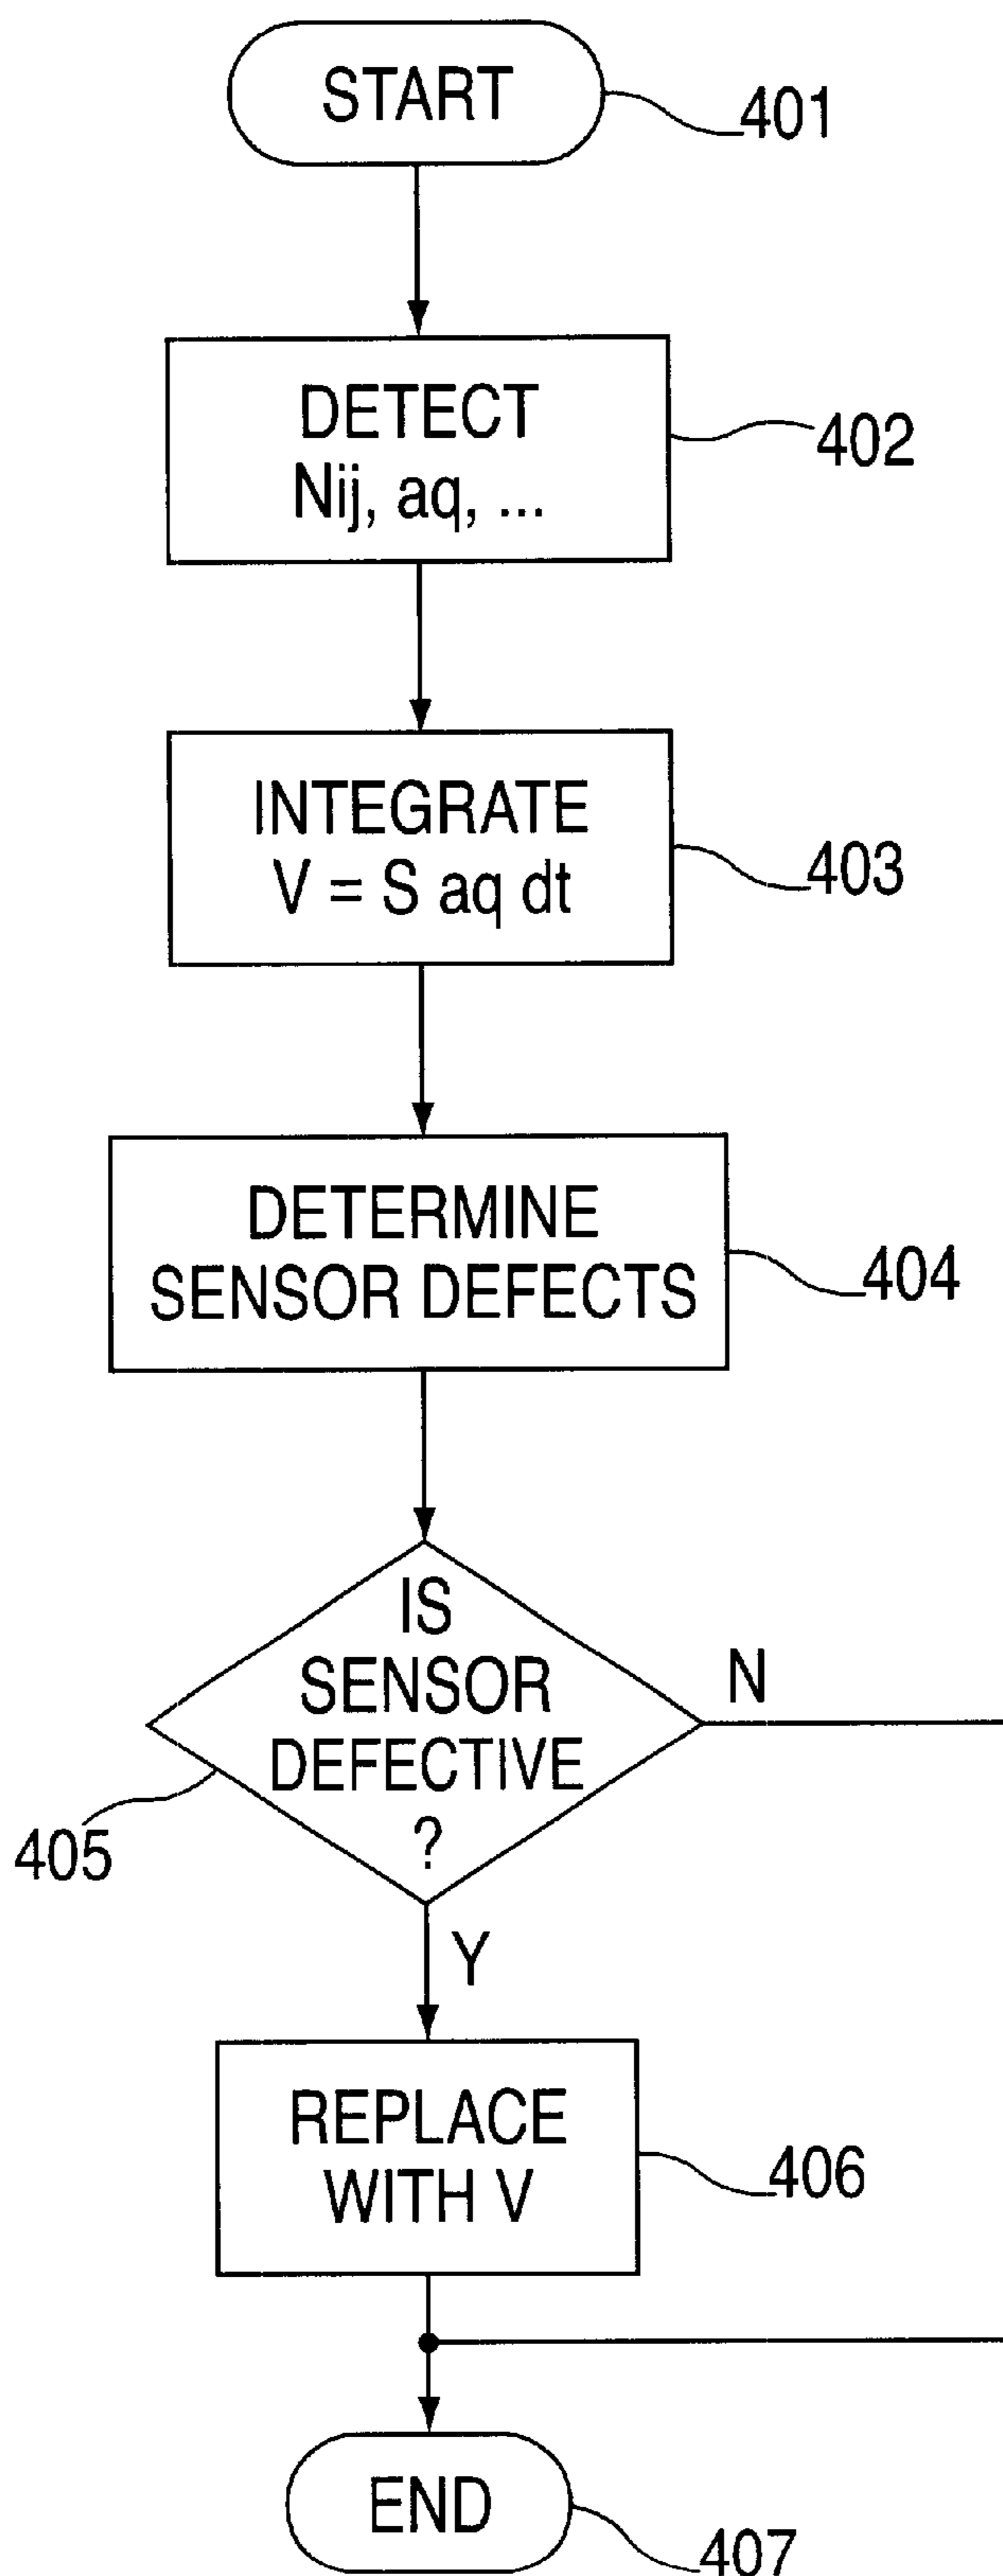 START
401
DETECT
Nij, aq, ...
402
INTEGRATE
V = S aq dt
403
DETERMINE
SENSOR DEFECTS
404
IS
SENSOR
DEFECTIVE
?
N
405
Y
REPLACE
WITH V
406
END
407